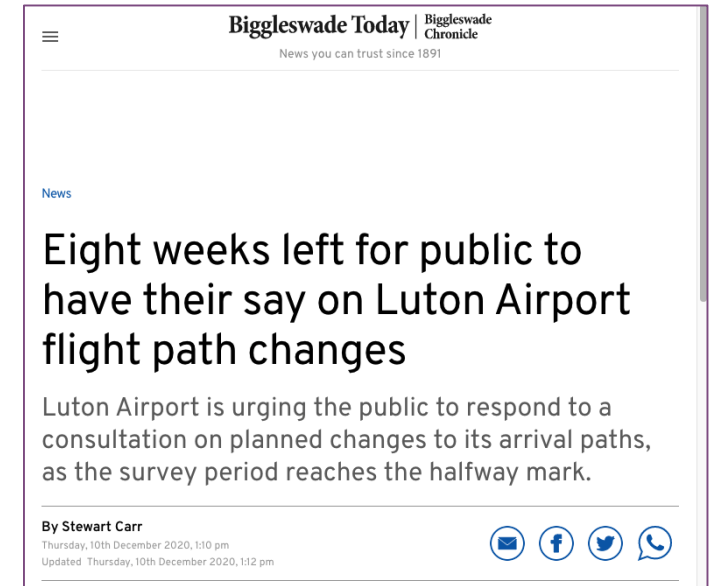 Biggleswade Today | Biggleswade
Chronicle
News you can trust since 1891
News
Eight weeks left for public to
have their say on Luton Airport
flight path changes
Luton Airport is urging the public to respond to a
consultation on planned changes to its arrival paths,
as the survey period reaches the halfway mark.
By Stewart Carr
Thursday, 10th December 2020, 1:10 pm
Updated Thursday, 10th December 2020, 1:12 pm